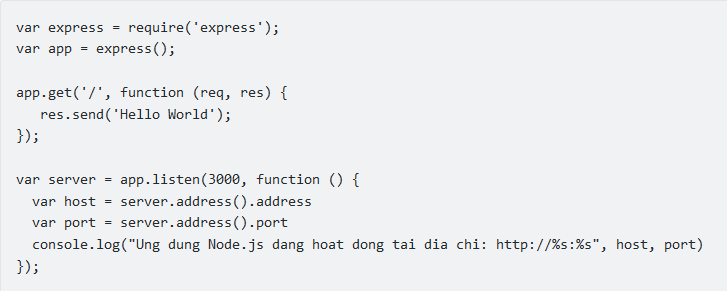 var express = require('express');
var app = express();

app.get('/', function (req, res) {
   res.send('Hello World');
});

var server = app.listen(3000, function () {
  var host = server.address().address
  var port = server.address().port
  console.log("Ung dung Node.js dang hoat dong tai dia chi: http://%s:%s", host, port)
});